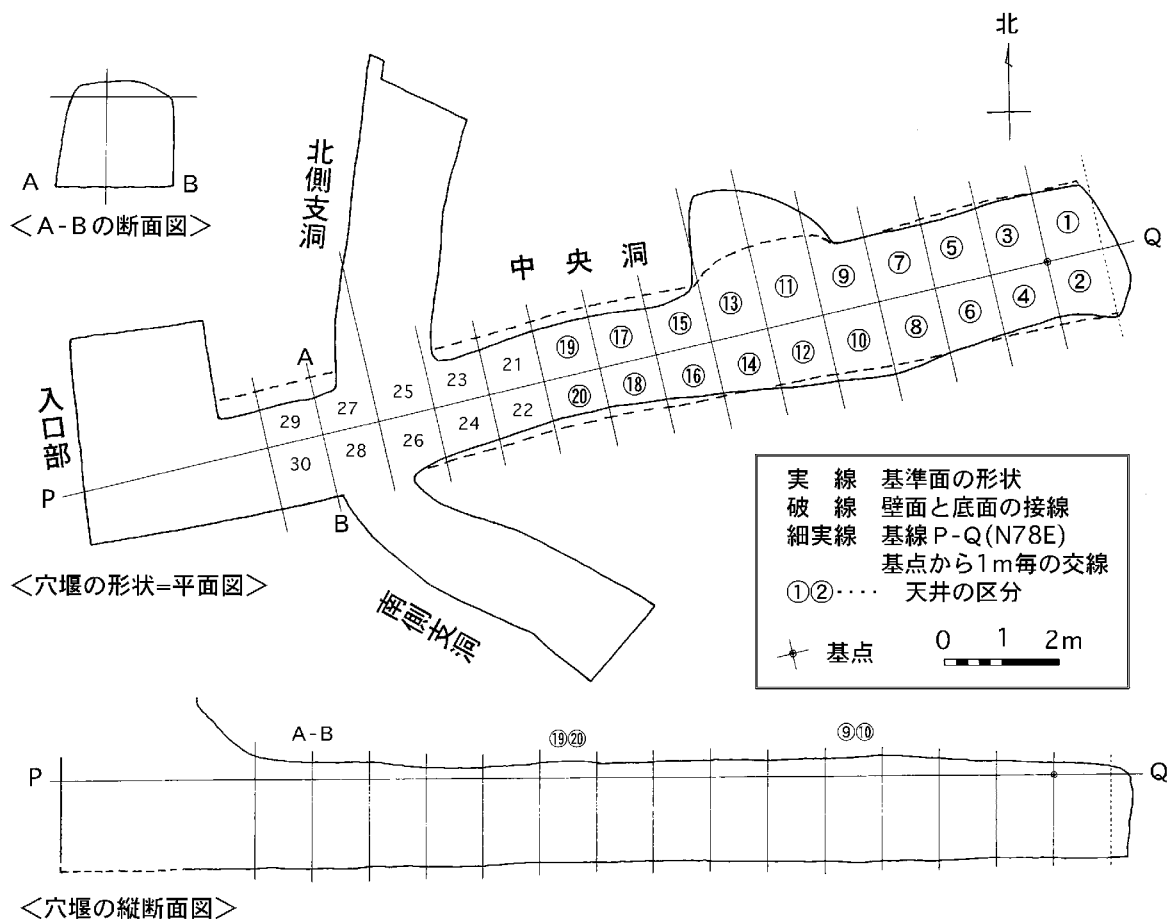 北
A
B
＜A-Bの断面図＞
北側支洞
中央洞
Q
①
②
③
④
⑤
⑥
⑦
⑧
⑨
⑩
⑪
⑫
⑬
⑭
⑮
⑯
⑰
⑱
⑲
⑳
21
22
23
24
25
26
27
28
29
30
A
B
入口部
P
南側支洞
＜穴堰の形状=平面図＞
実　線　基準面の形状
破　線　壁面と底面の接線
細実線　基線P-Q(N78E)
基点から1m毎の交線
①②‥‥　天井の区分
基点　0　1　2m
A-B　⑲⑳　⑨⑩
P　Q
＜穴堰の縦断面図＞